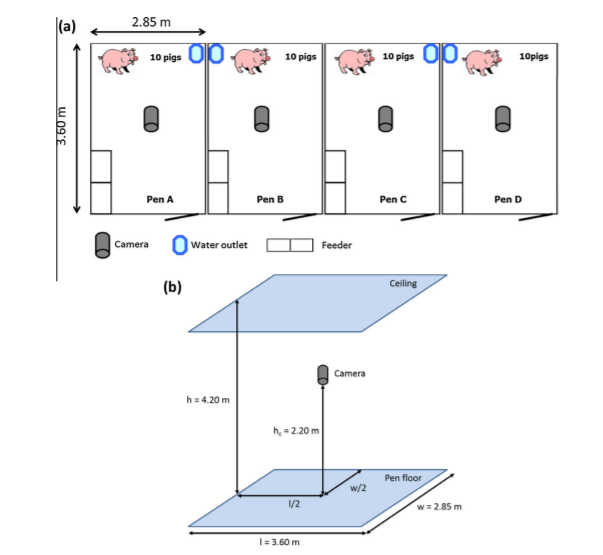 (a)
2.85 m
3.60 m
10 pigs
10 pigs
10 pigs
10pigs
Pen A
Pen B
Pen C
Pen D
Camera
Water outlet
Feeder
(b)
Ceiling
Camera
h = 4.20 m
hc = 2.20 m
Pen floor
w/2
l/2
w = 2.85 m
l = 3.60 m